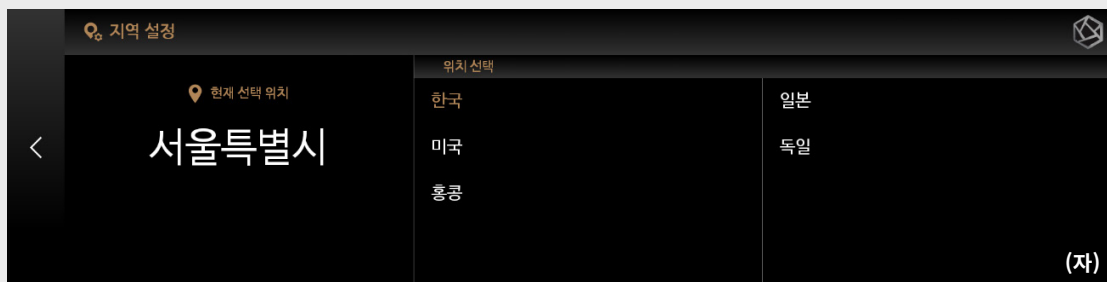 지역 설정
현재 선택 위치
서울특별시
위치 선택
한국
미국
홍콩
일본
독일
(자)